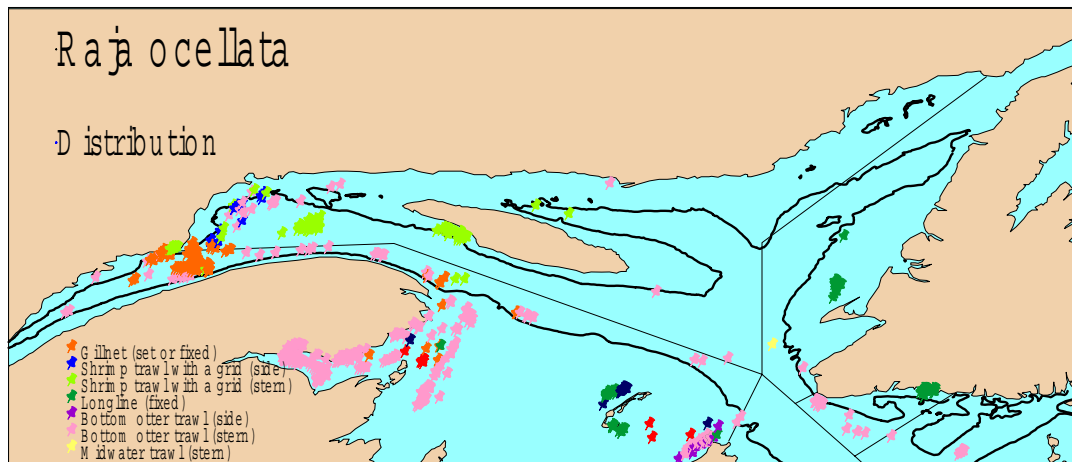 Raja ocellata
Distribution
Gillnet (set or fixed)
Shrimp trawl with a grid (side)
Shrimp trawl with a grid (stern)
Longline (fixed)
Bottom otter trawl (side)
Bottom otter trawl (stern)
Midwater trawl (stern)